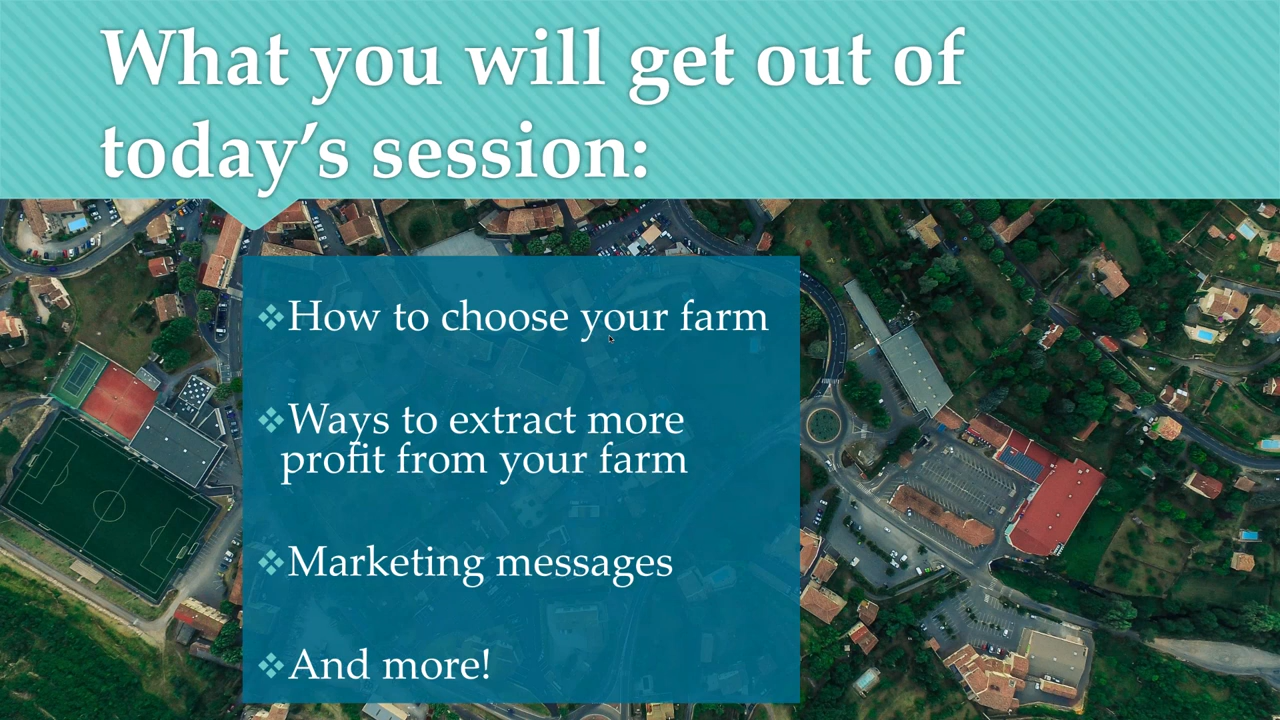 What you will get out of
today’s session:
❖How to choose your farm
❖Ways to extract more
profit from your farm
❖Marketing messages
❖And more!